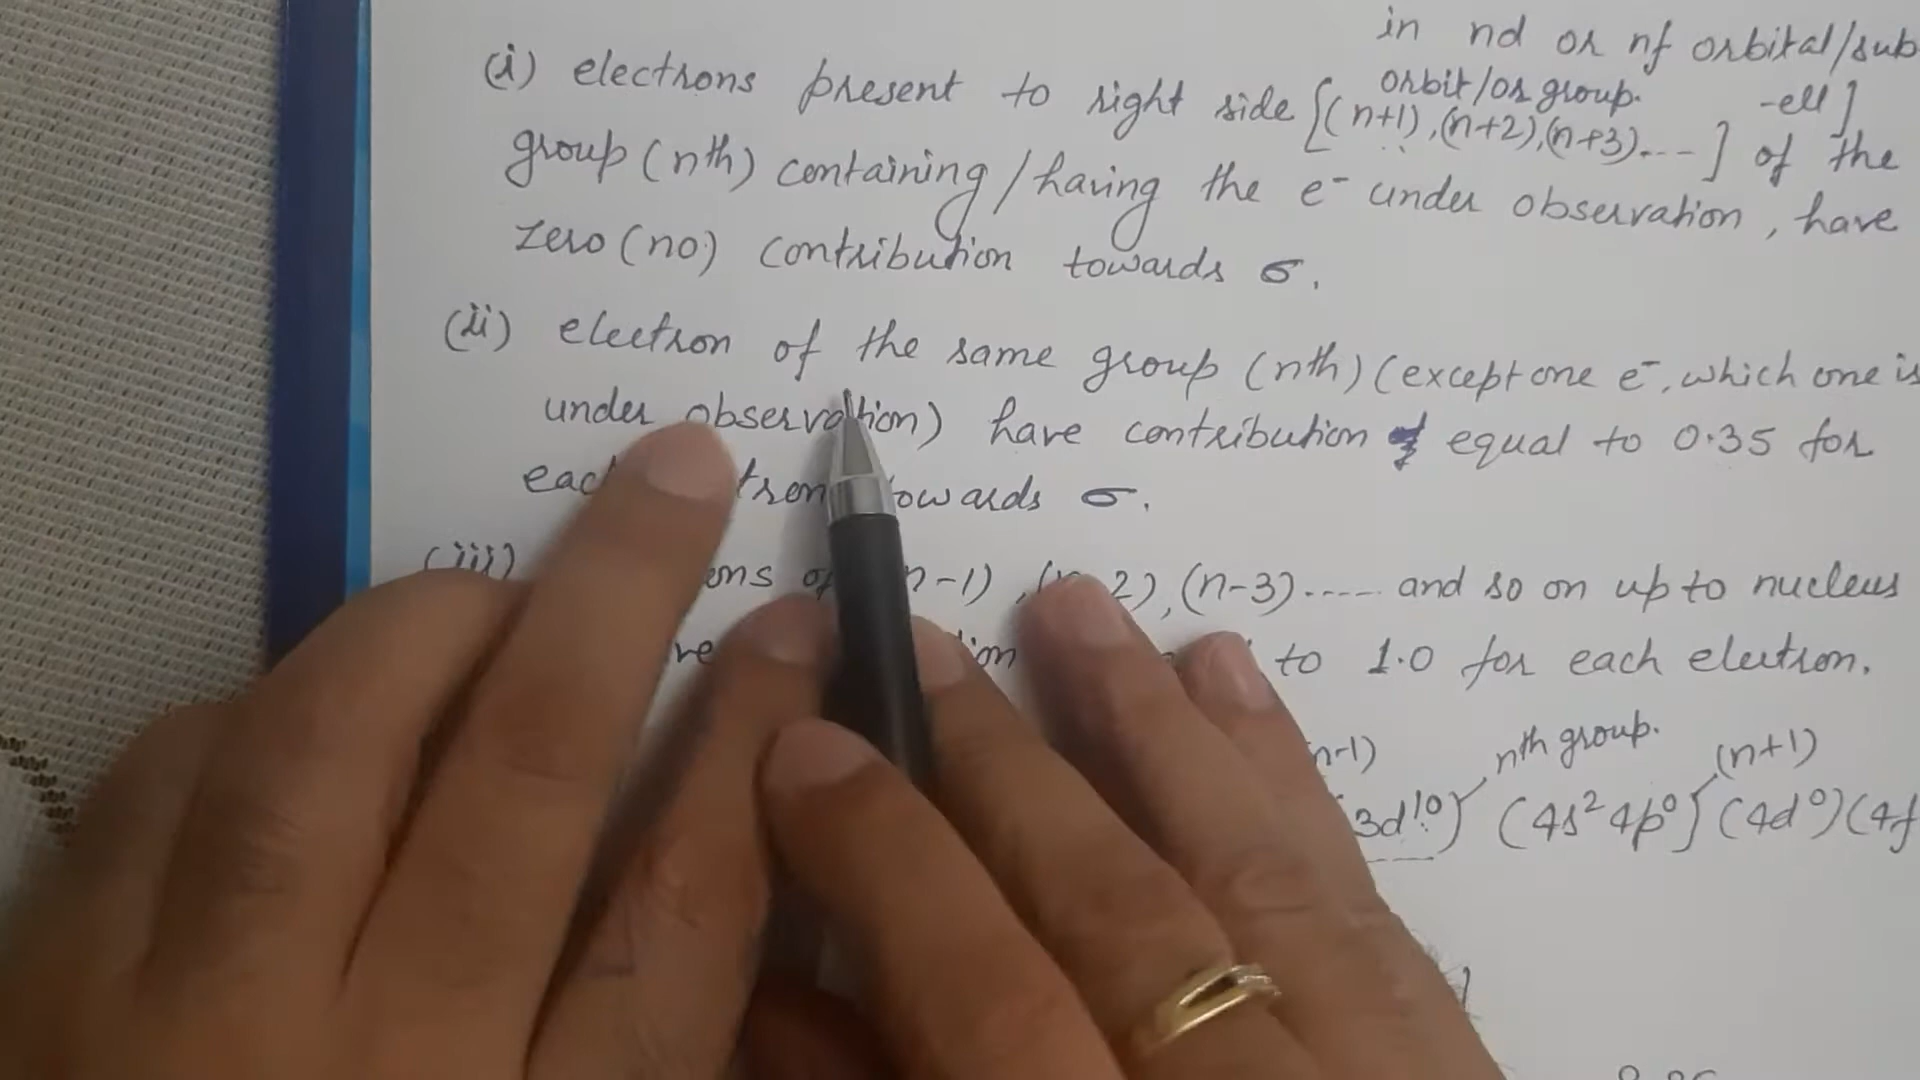 in nd or nf orbital/sub
orbit/or group. -ell]
(i) electrons present to right side [(n+1),(n+2),(n+3)....] of the
group (nth) containing/having the e⁻ under observation, have
zero (no) contribution towards σ.
(ii) electron of the same group (nth) (except one e⁻, which one is
under observation) have contribution equal to 0.35 for
towards σ.
(iii) of (n-1), (n-3)..... and so on up to nucleus
to 1.0 for each eletron.
nth group. (n+1)
3d¹⁰) (4s² 4p⁰) (4d⁰) (4f